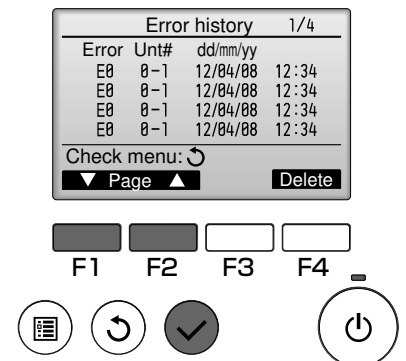 Error history 1/4
Error Unt# dd/mm/yy
E0 0-1 12/04/08 12:34
E0 0-1 12/04/08 12:34
E0 0-1 12/04/08 12:34
E0 0-1 12/04/08 12:34
Check menu:
▼ Page ▲ Delete
F1 F2 F3 F4